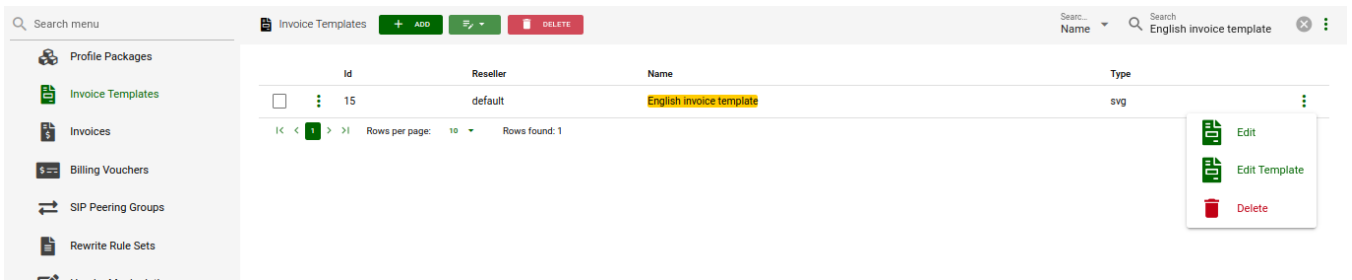 Search menu
Profile Packages
Invoice Templates
Invoices
Billing Vouchers
SIP Peering Groups
Rewrite Rule Sets
Invoice Templates
ADD
DELETE
Searc...
Name
Search
English invoice template
Id Reseller Name Type
15 default English invoice template svg
1 Rows per page: 10 Rows found: 1
Edit
Edit Template
Delete